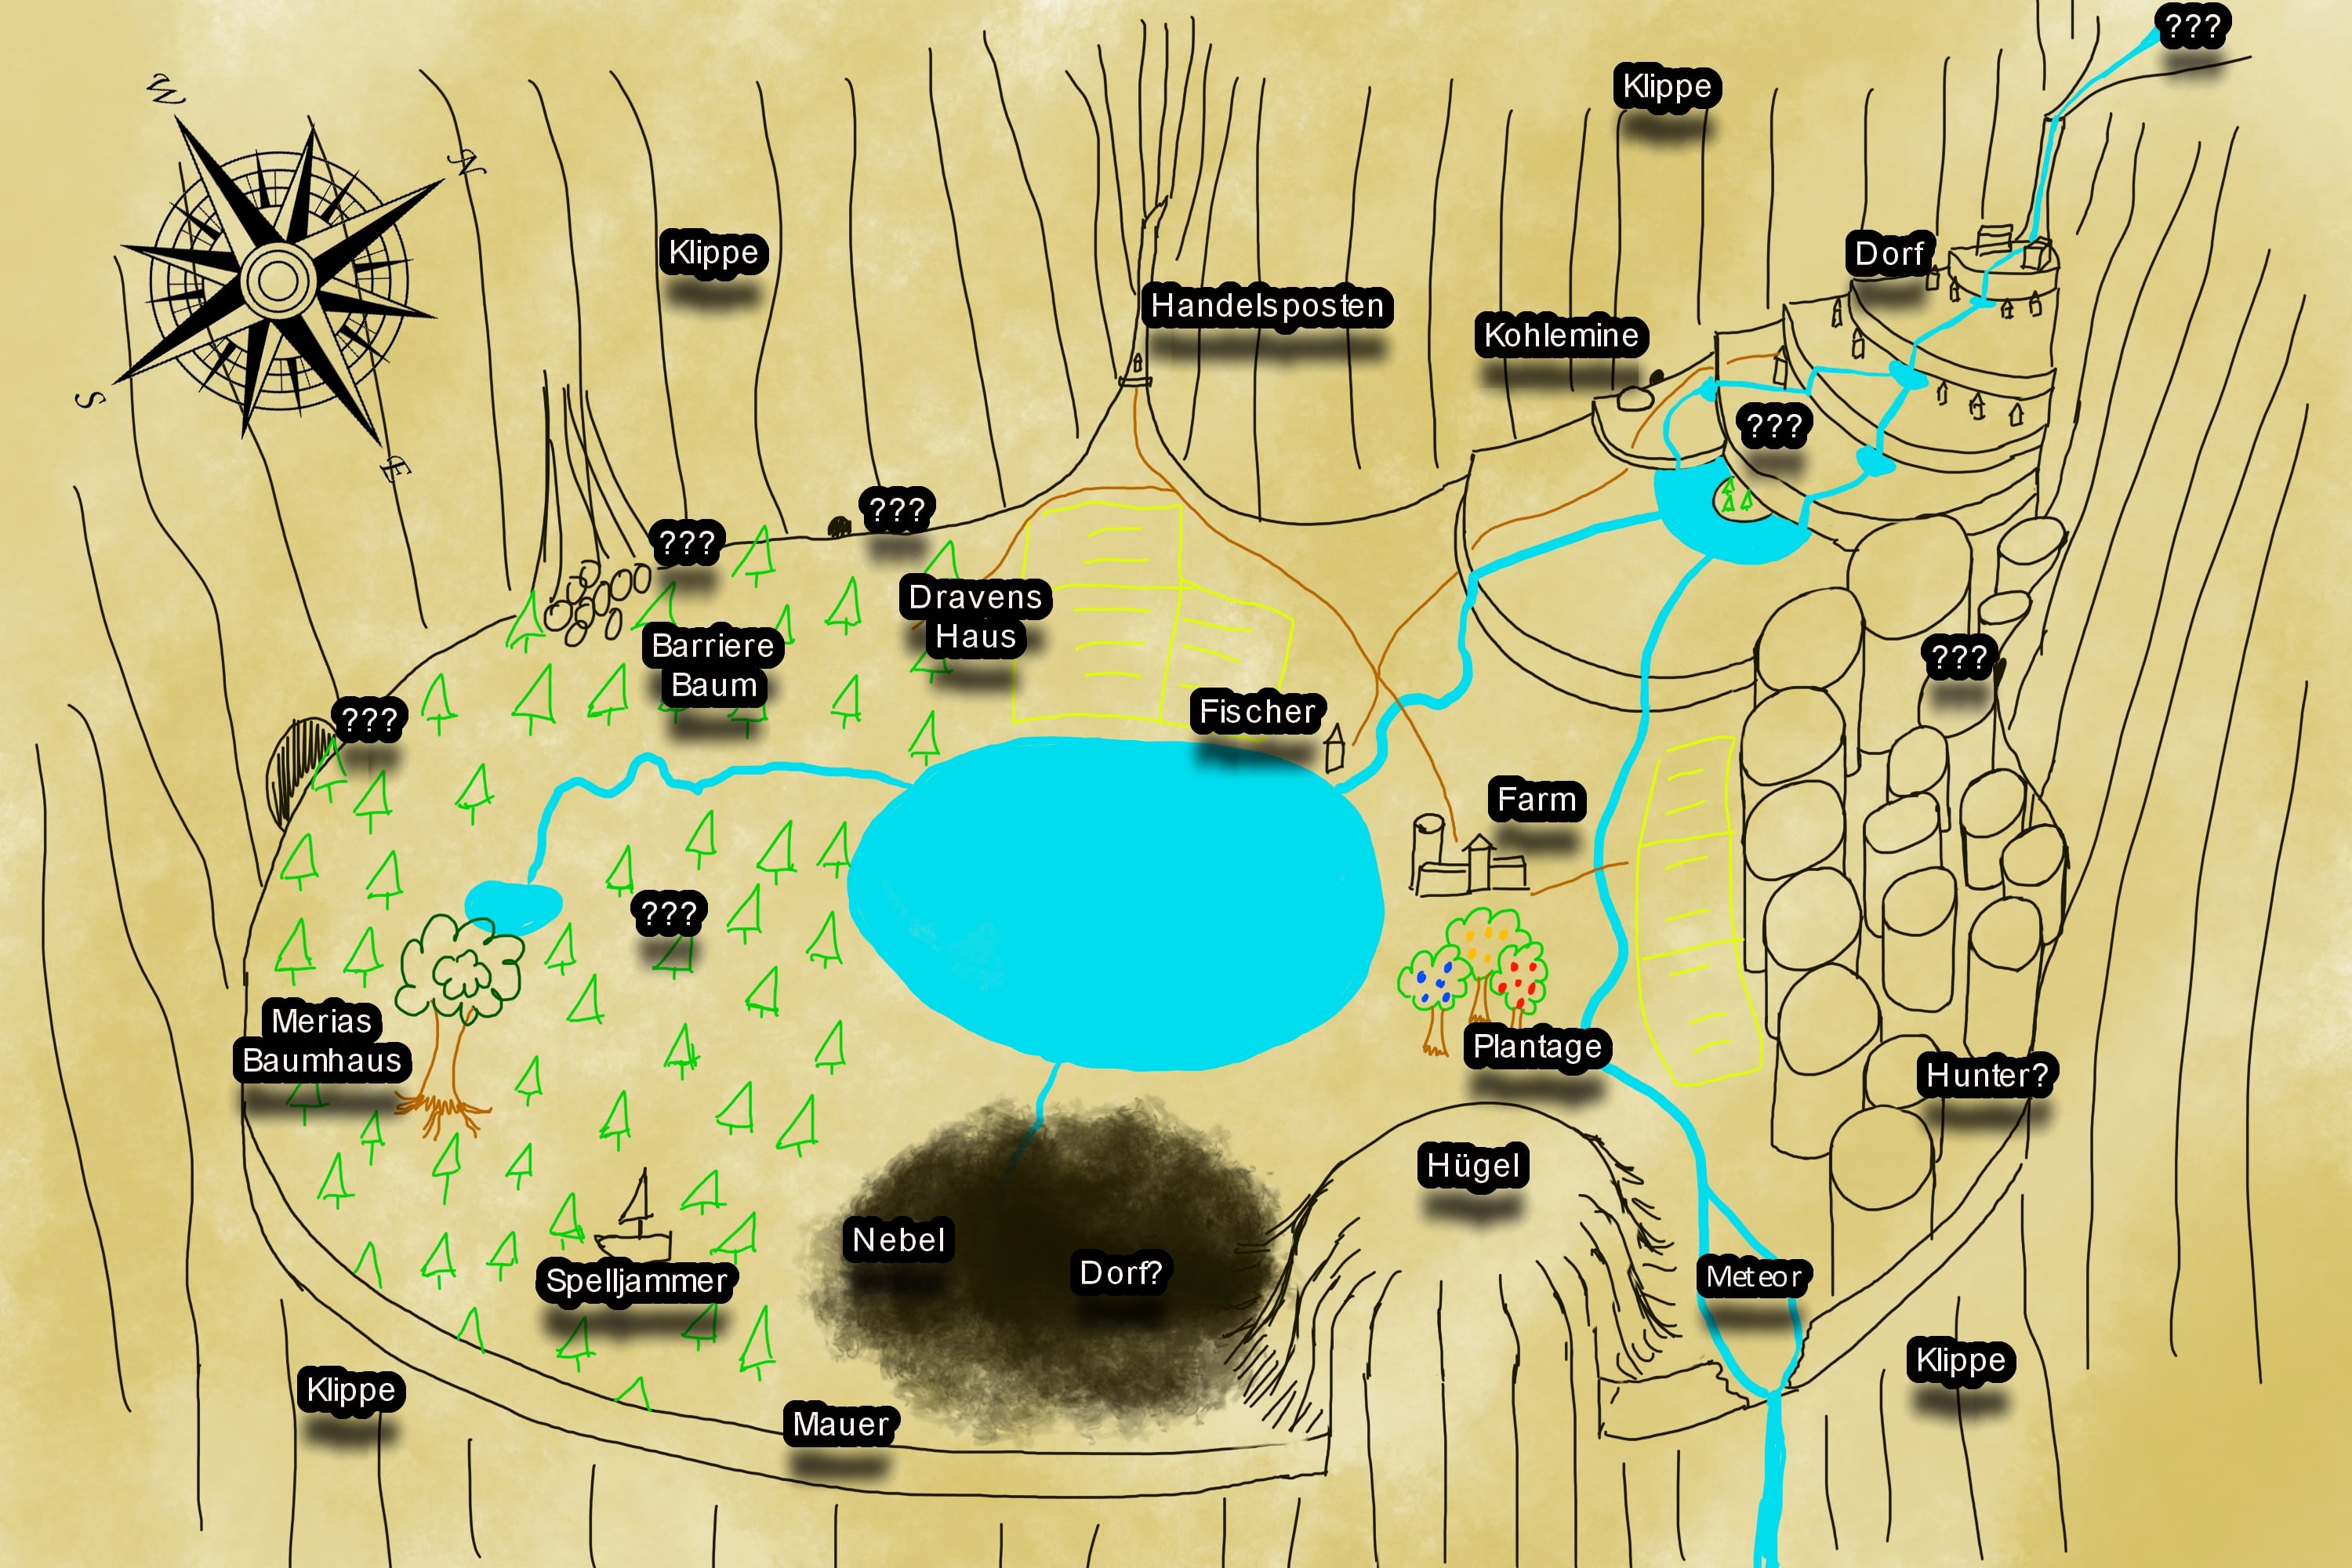 ???
Klippe
W
N
S
E
Klippe
Dorf
Handelsposten
Kohlemine
???
???
???
Dravens
Haus
Barriere
Baum
???
???
Fischer
Farm
???
Merias
Baumhaus
Plantage
Hunter?
Hügel
Nebel
Dorf?
Spelljammer
Meteor
Klippe
Klippe
Mauer